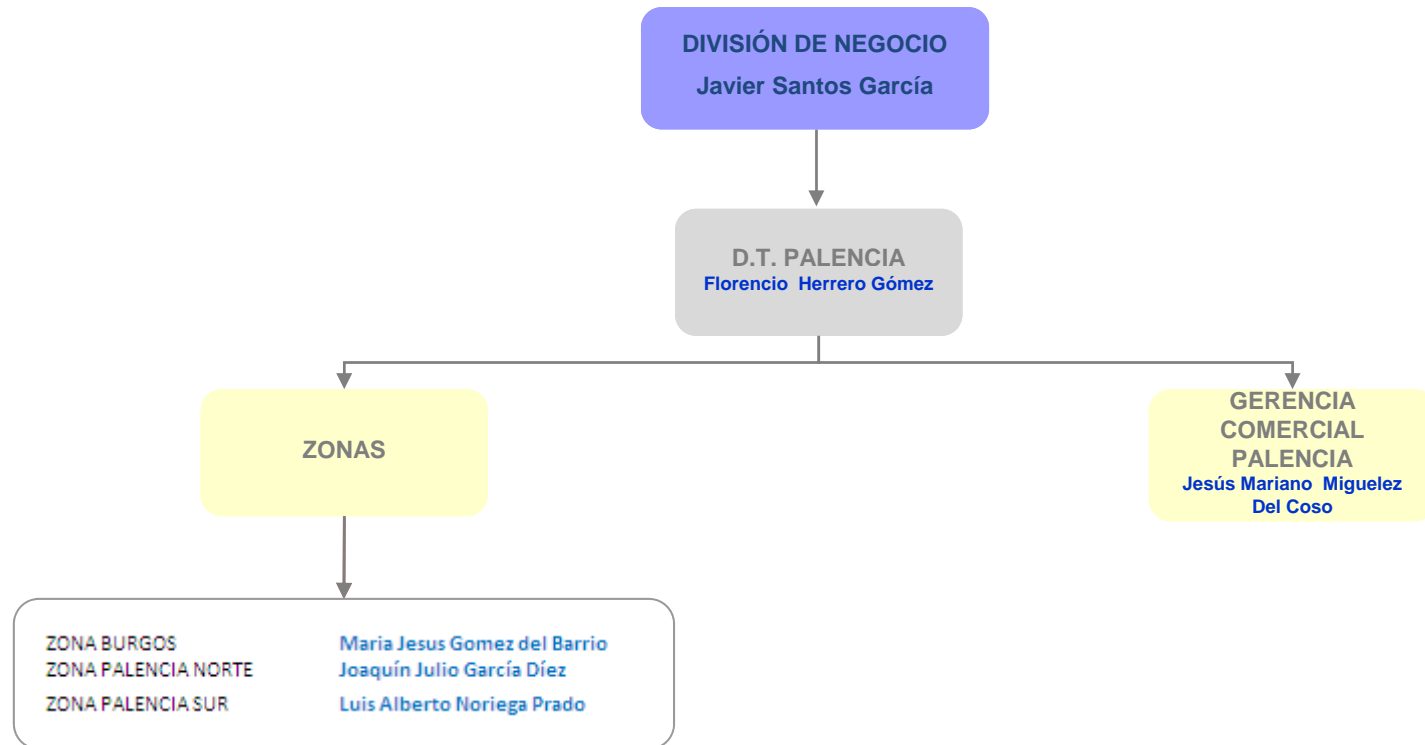 DIVISIÓN DE NEGOCIO
Javier Santos García
D.T. PALENCIA
Florencio Herrero Gómez
ZONAS
GERENCIA
COMERCIAL
PALENCIA
Jesús Mariano Miguelez
Del Coso
ZONA BURGOS Maria Jesus Gomez del Barrio
ZONA PALENCIA NORTE Joaquín Julio García Díez
ZONA PALENCIA SUR Luis Alberto Noriega Prado